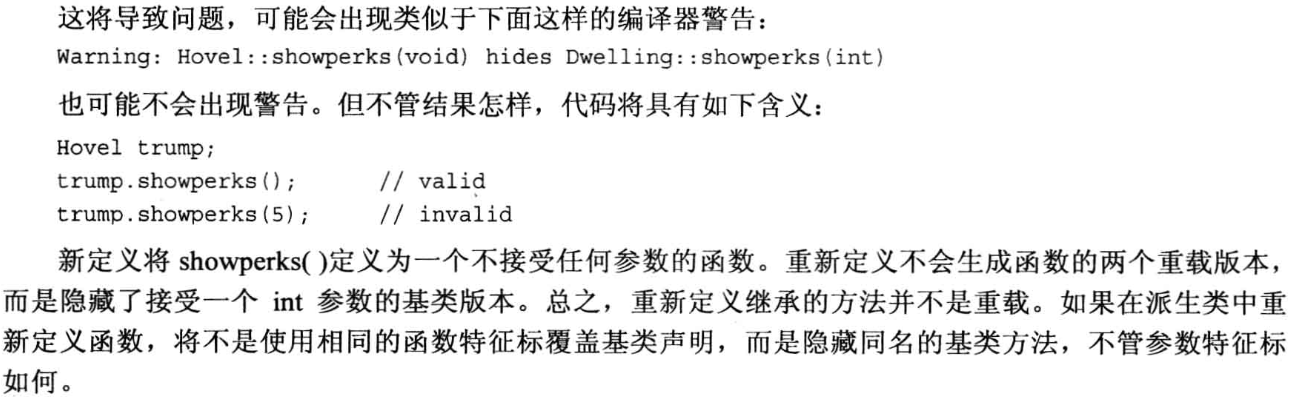 这将导致问题，可能会出现类似于下面这样的编译器警告：
Warning: Hovel::showperks(void) hides Dwelling::showperks(int)
也可能不会出现警告。但不管结果怎样，代码将具有如下含义：
Hovel trump;
trump.showperks();      // valid
trump.showperks(5);     // invalid
新定义将 showperks( )定义为一个不接受任何参数的函数。重新定义不会生成函数的两个重载版本，
而是隐藏了接受一个 int 参数的基类版本。总之，重新定义继承的方法并不是重载。如果在派生类中重
新定义函数，将不是使用相同的函数特征标覆盖基类声明，而是隐藏同名的基类方法，不管参数特征标
如何。